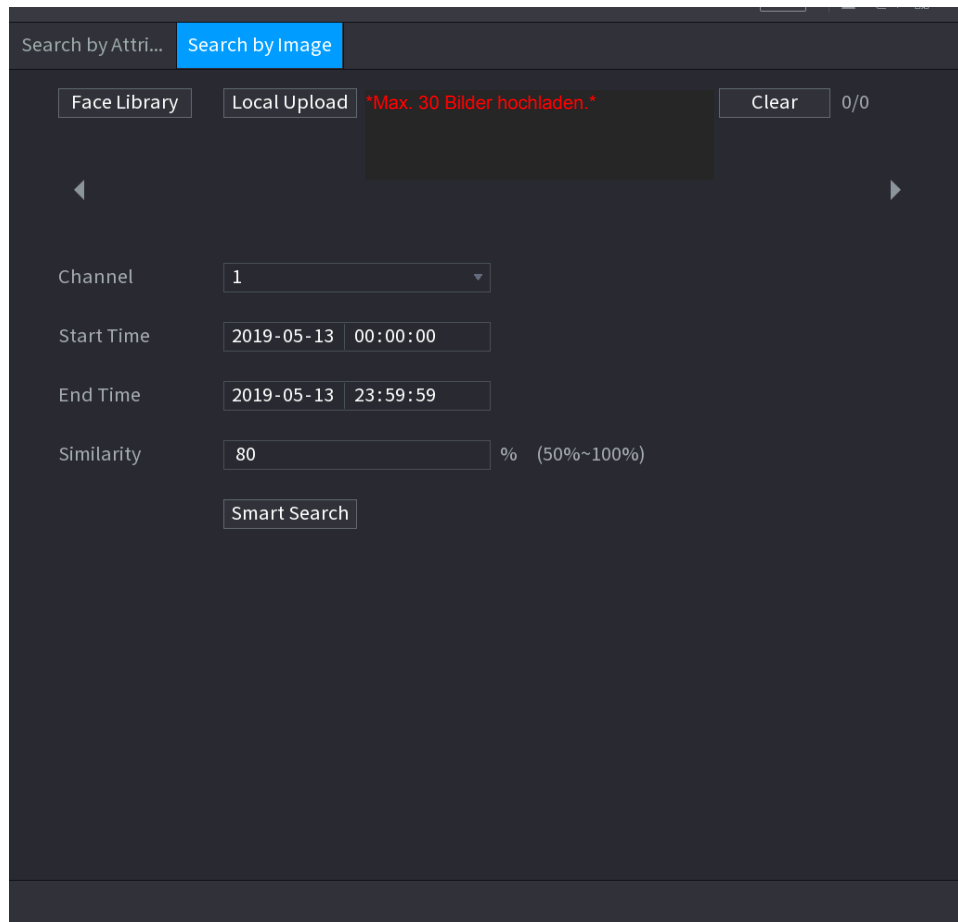 Search by Attri... Search by Image
Face Library Local Upload *Max. 30 Bilder hochladen.* Clear 0/0
Channel 1
Start Time 2019-05-13 00:00:00
End Time 2019-05-13 23:59:59
Similarity 80 % (50%~100%)
Smart Search